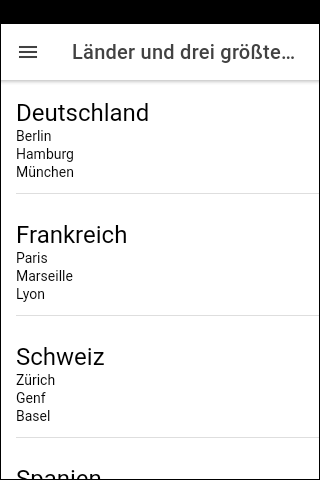 Länder und drei größte...
Deutschland
Berlin
Hamburg
München
Frankreich
Paris
Marseille
Lyon
Schweiz
Zürich
Genf
Basel
Spanien